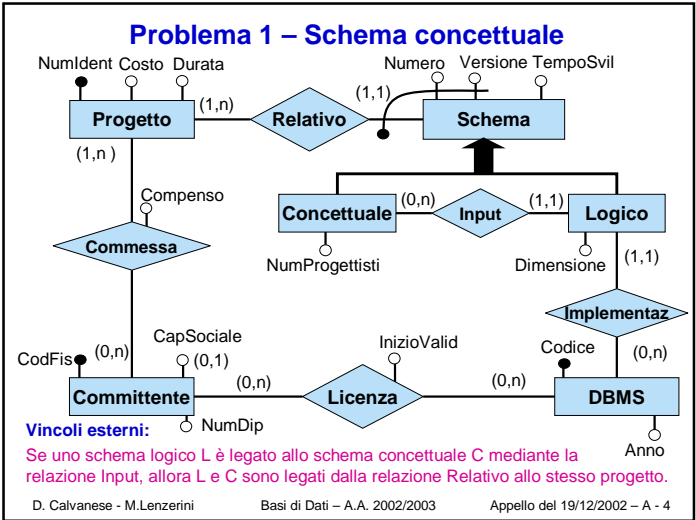 Problema 1 – Schema concettuale
NumIdent Costo Durata
Numero Versione TempoSvil
Progetto (1,n) Relativo (1,1) Schema
(1,n )
Compenso
Concettuale (0,n) Input (1,1) Logico
Commessa
NumProgettisti Dimensione (1,1)
Implementaz
CapSociale InizioValid
CodFis (0,n) (0,1) Codice (0,n)
(0,n) (0,n)
Committente Licenza DBMS
NumDip Anno
Vincoli esterni:
Se uno schema logico L è legato allo schema concettuale C mediante la
relazione Input, allora L e C sono legati dalla relazione Relativo allo stesso progetto.
D. Calvanese - M.Lenzerini Basi di Dati – A.A. 2002/2003 Appello del 19/12/2002 – A - 4